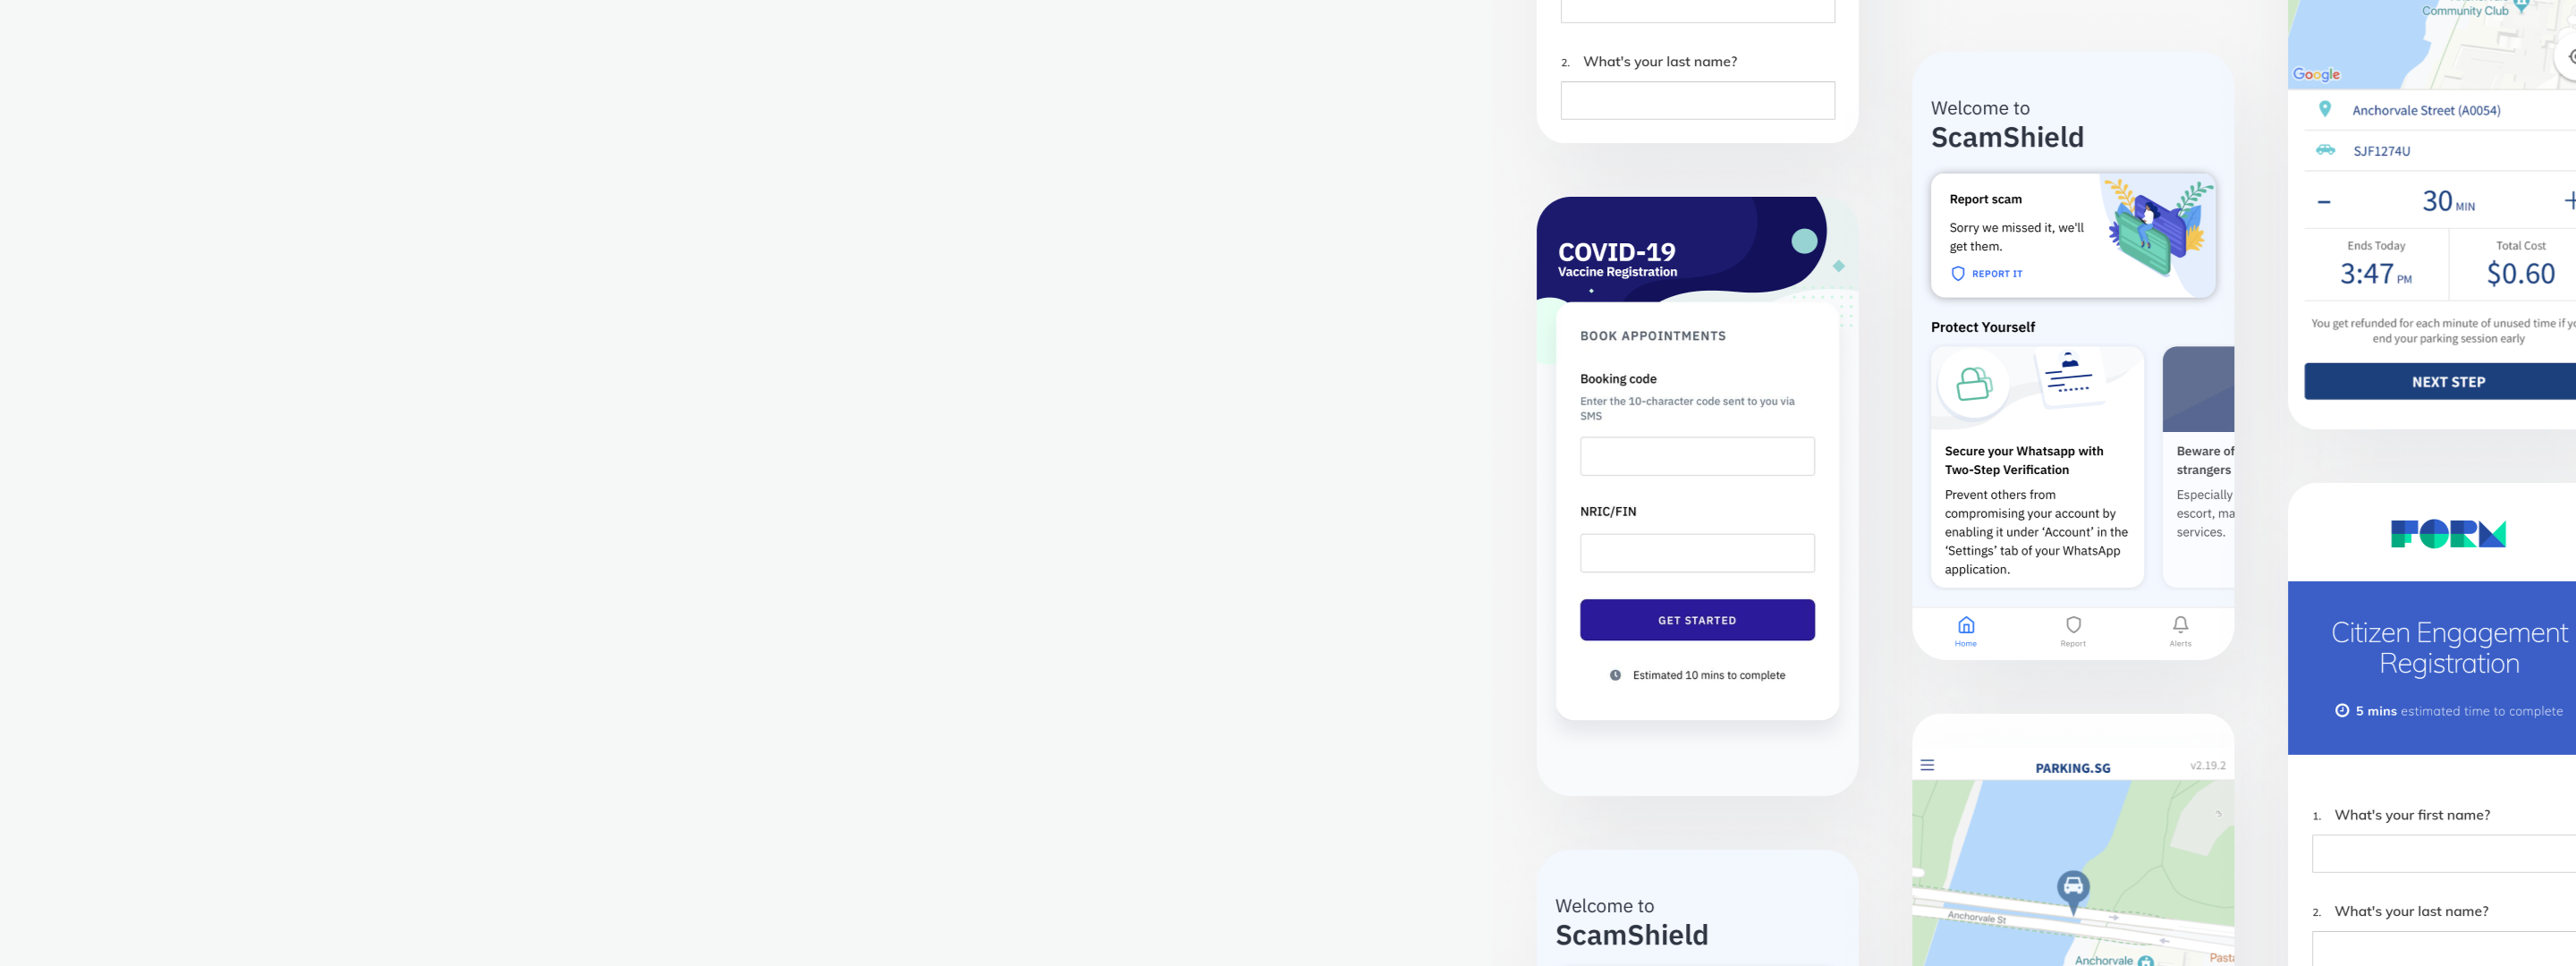 2. What's your last name?
COVID-19
Vaccine Registration
BOOK APPOINTMENTS
Booking code
Enter the 10-character code sent to you via
SMS
NRIC/FIN
GET STARTED
Estimated 10 mins to complete
Welcome to
ScamShield
Welcome to
ScamShield
Report scam
Sorry we missed it, we'll
get them.
REPORT IT
Protect Yourself
Secure your Whatsapp with
Two-Step Verification
Prevent others from
compromising your account by
enabling it under ‘Account’ in the
‘Settings’ tab of your WhatsApp
application.
Beware of
strangers
Especially
escort,
services.
Home
Report
Alerts
PARKING.SG
v2.19.2
Anchorvale St
Anchorvale
Community Club
Google
Anchorvale Street (A0054)
SJF1274U
- 30 MIN +
Ends Today
3:47 PM
Total Cost
$0.60
You get refunded for each minute of unused time if
end your parking session early
NEXT STEP
FORM
Citizen Engagement
Registration
5 mins estimated time to complete
1. What's your first name?
2. What's your last name?